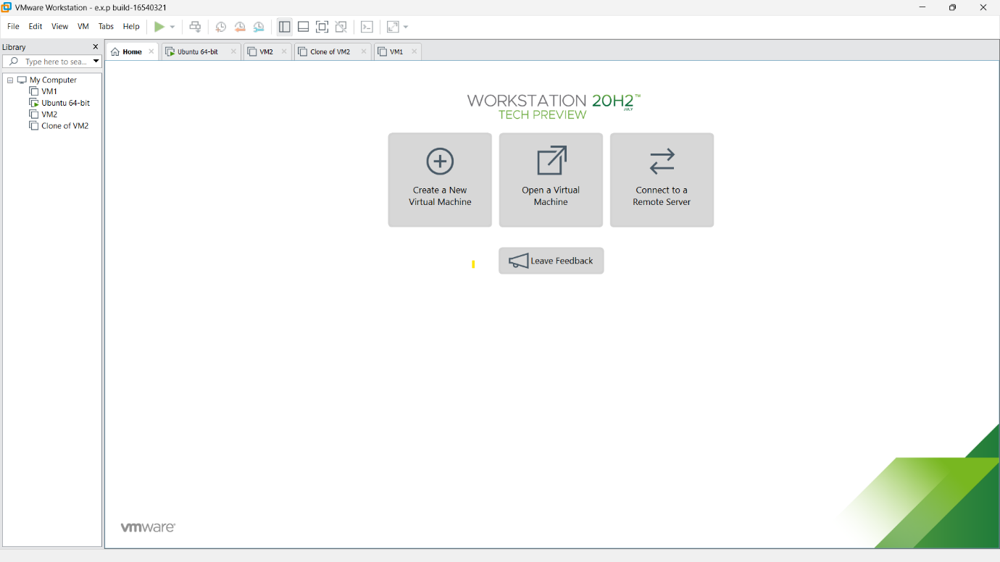 VMware Workstation - e.x.p build-16540321
File Edit View VM Tabs Help
Library
Type here to sea...
Home
Ubuntu 64-bit
VM2
Clone of VM2
VM1
My Computer
VM1
Ubuntu 64-bit
VM2
Clone of VM2
WORKSTATION 20H2™
JULY
TECH PREVIEW
Create a New
Virtual Machine
Open a Virtual
Machine
Connect to a
Remote Server
Leave Feedback
vmware®